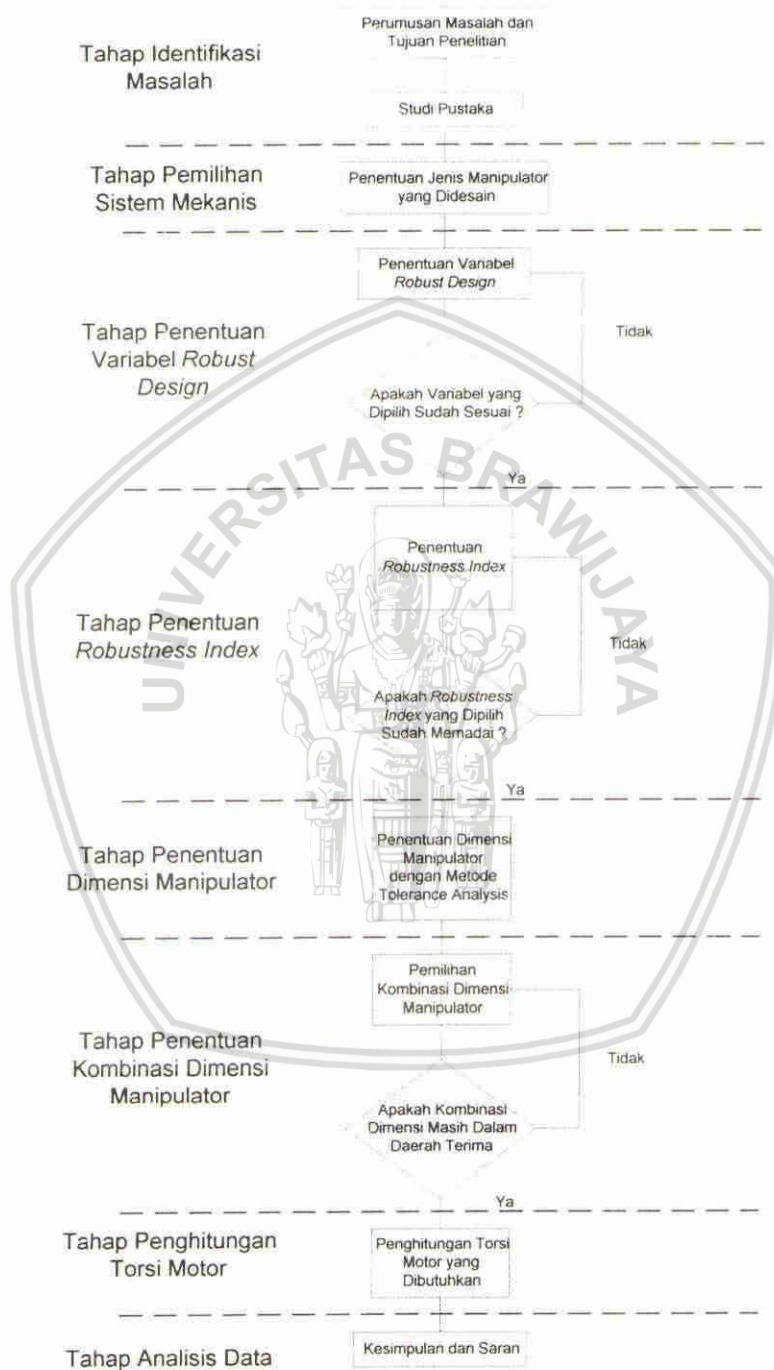 Perumusan Masalah dan
Tujuan Penelitian
Tahap Identifikasi
Masalah
Studi Pustaka
Tahap Pemilihan
Sistem Mekanis
Penentuan Jenis Manipulator
yang Didesain
Penentuan Variabel
Robust Design
Tahap Penentuan
Variabel Robust
Design
Tidak
Apakah Variabel yang
Dipilih Sudah Sesuai ?
Ya
UNIVERSITAS BRAWIJAYA
Penentuan
Robustness Index
Tahap Penentuan
Robustness Index
Tidak
Apakah Robustness
Index yang Dipilih
Sudah Memadai ?
Ya
Tahap Penentuan
Dimensi Manipulator
Penentuan Dimensi
Manipulator
dengan Metode
Tolerance Analysis
Pemilihan
Kombinasi Dimensi
Manipulator
Tahap Penentuan
Kombinasi Dimensi
Manipulator
Tidak
Apakah Kombinasi
Dimensi Masih Dalam
Daerah Terima
Ya
Tahap Penghitungan
Torsi Motor
Penghitungan Torsi
Motor yang
Dibutuhkan
Tahap Analisis Data
Kesimpulan dan Saran